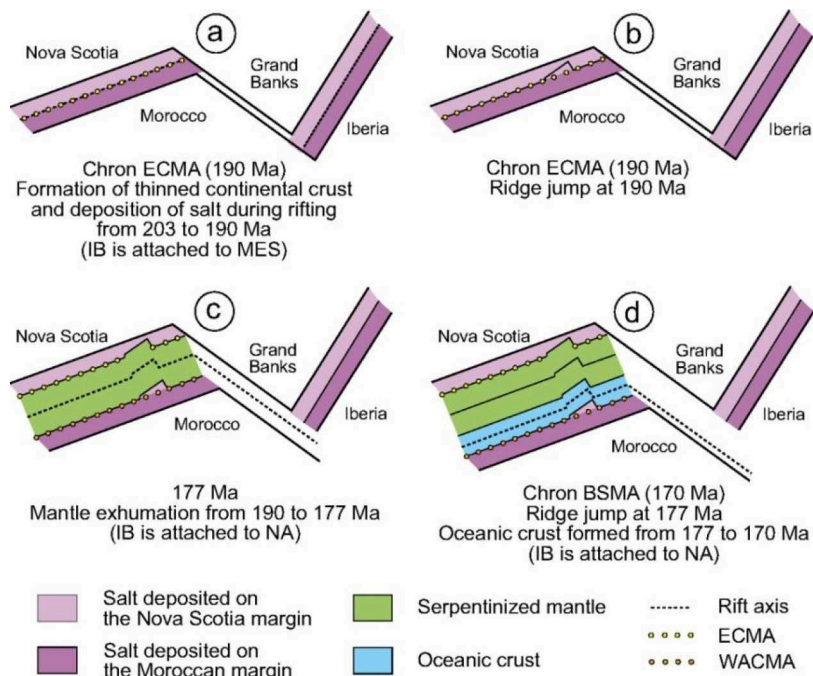 a
Nova Scotia
Grand
Banks
Morocco
Iberia
Chron ECMA (190 Ma)
Formation of thinned continental crust
and deposition of salt during rifting
from 203 to 190 Ma
(IB is attached to MES)
b
Nova Scotia
Grand
Banks
Morocco
Iberia
Chron ECMA (190 Ma)
Ridge jump at 190 Ma
c
Nova Scotia
Grand
Banks
Iberia
Morocco
177 Ma
Mantle exhumation from 190 to 177 Ma
(IB is attached to NA)
d
Nova Scotia
Grand
Banks
Iberia
Morocco
Chron BSMA (170 Ma)
Ridge jump at 177 Ma
Oceanic crust formed from 177 to 170 Ma
(IB is attached to NA)
Salt deposited on
the Nova Scotia margin
Salt deposited on
the Moroccan margin
Serpentinized mantle
Oceanic crust
Rift axis
ECMA
WACMA